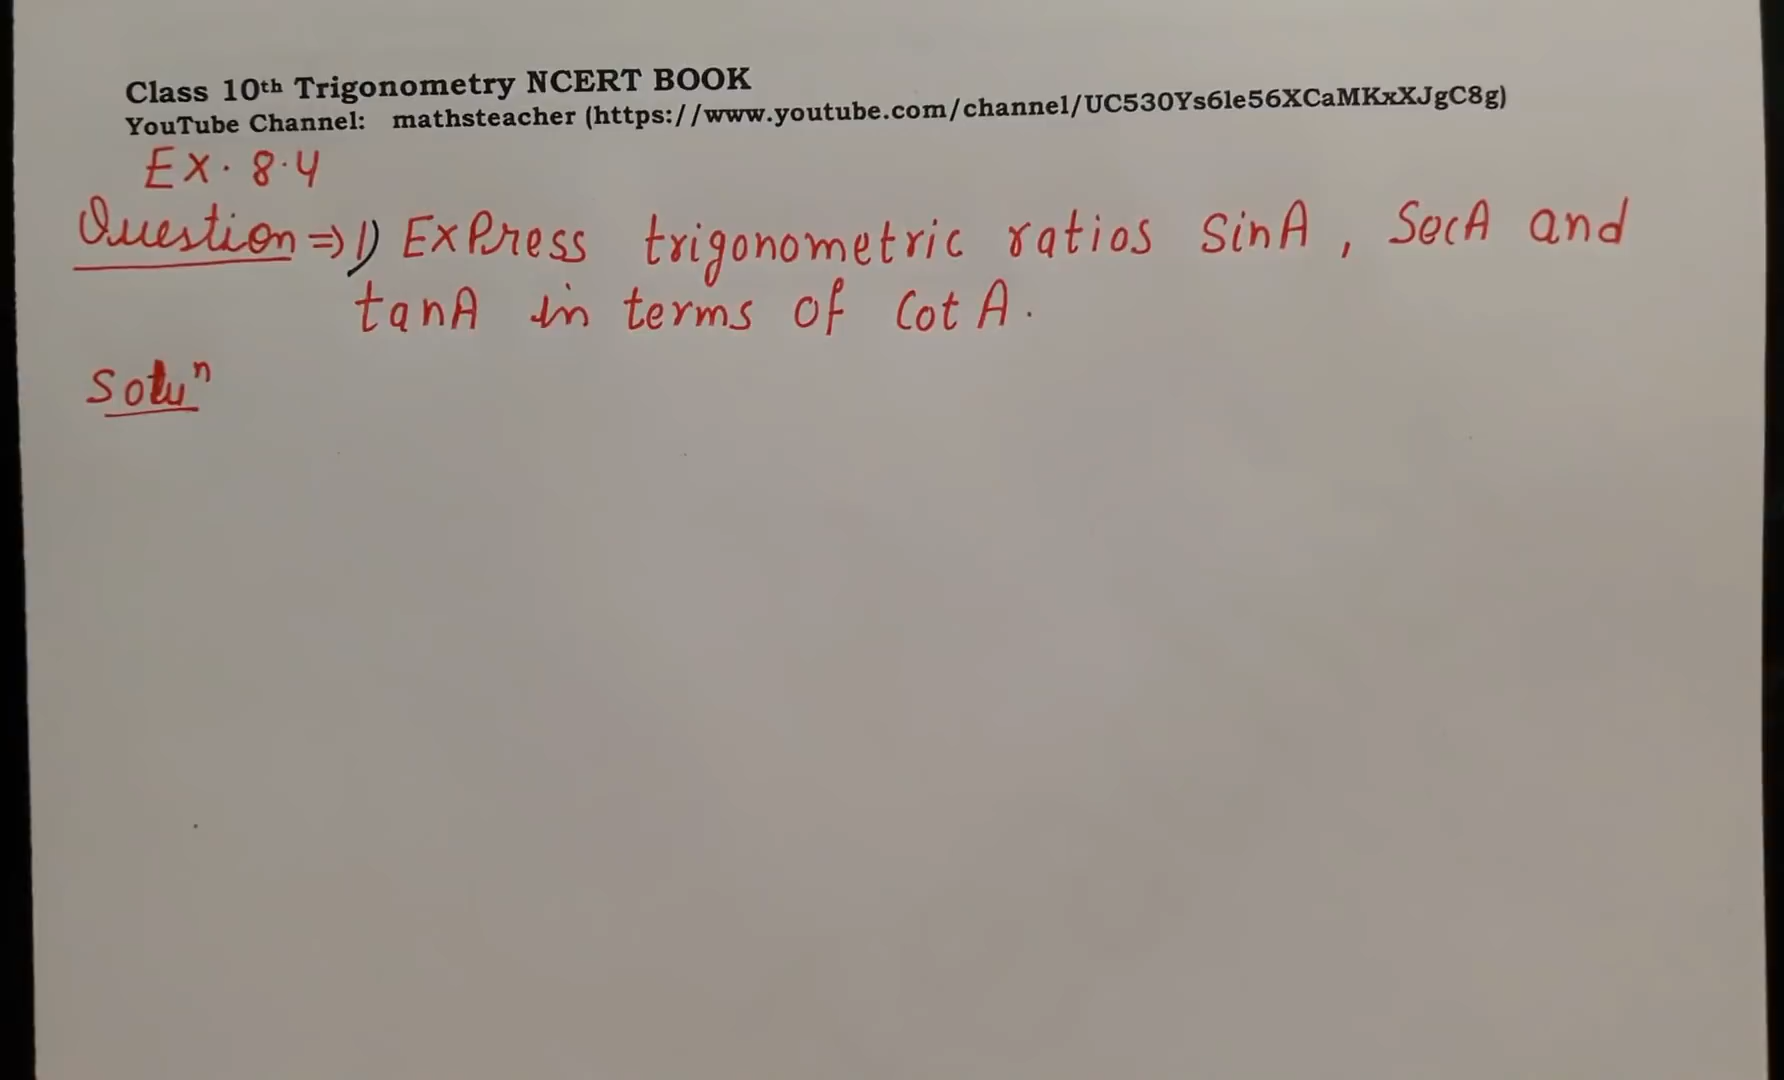 Class 10th Trigonometry NCERT BOOK
YouTube Channel: mathsteacher (https://www.youtube.com/channel/UC530Ys6le56XCaMKxXJgC8g)
Ex. 8.4
Question => 1) Express trigonometric ratios SinA, SecA and
tanA in terms of Cot A.
Soluⁿ